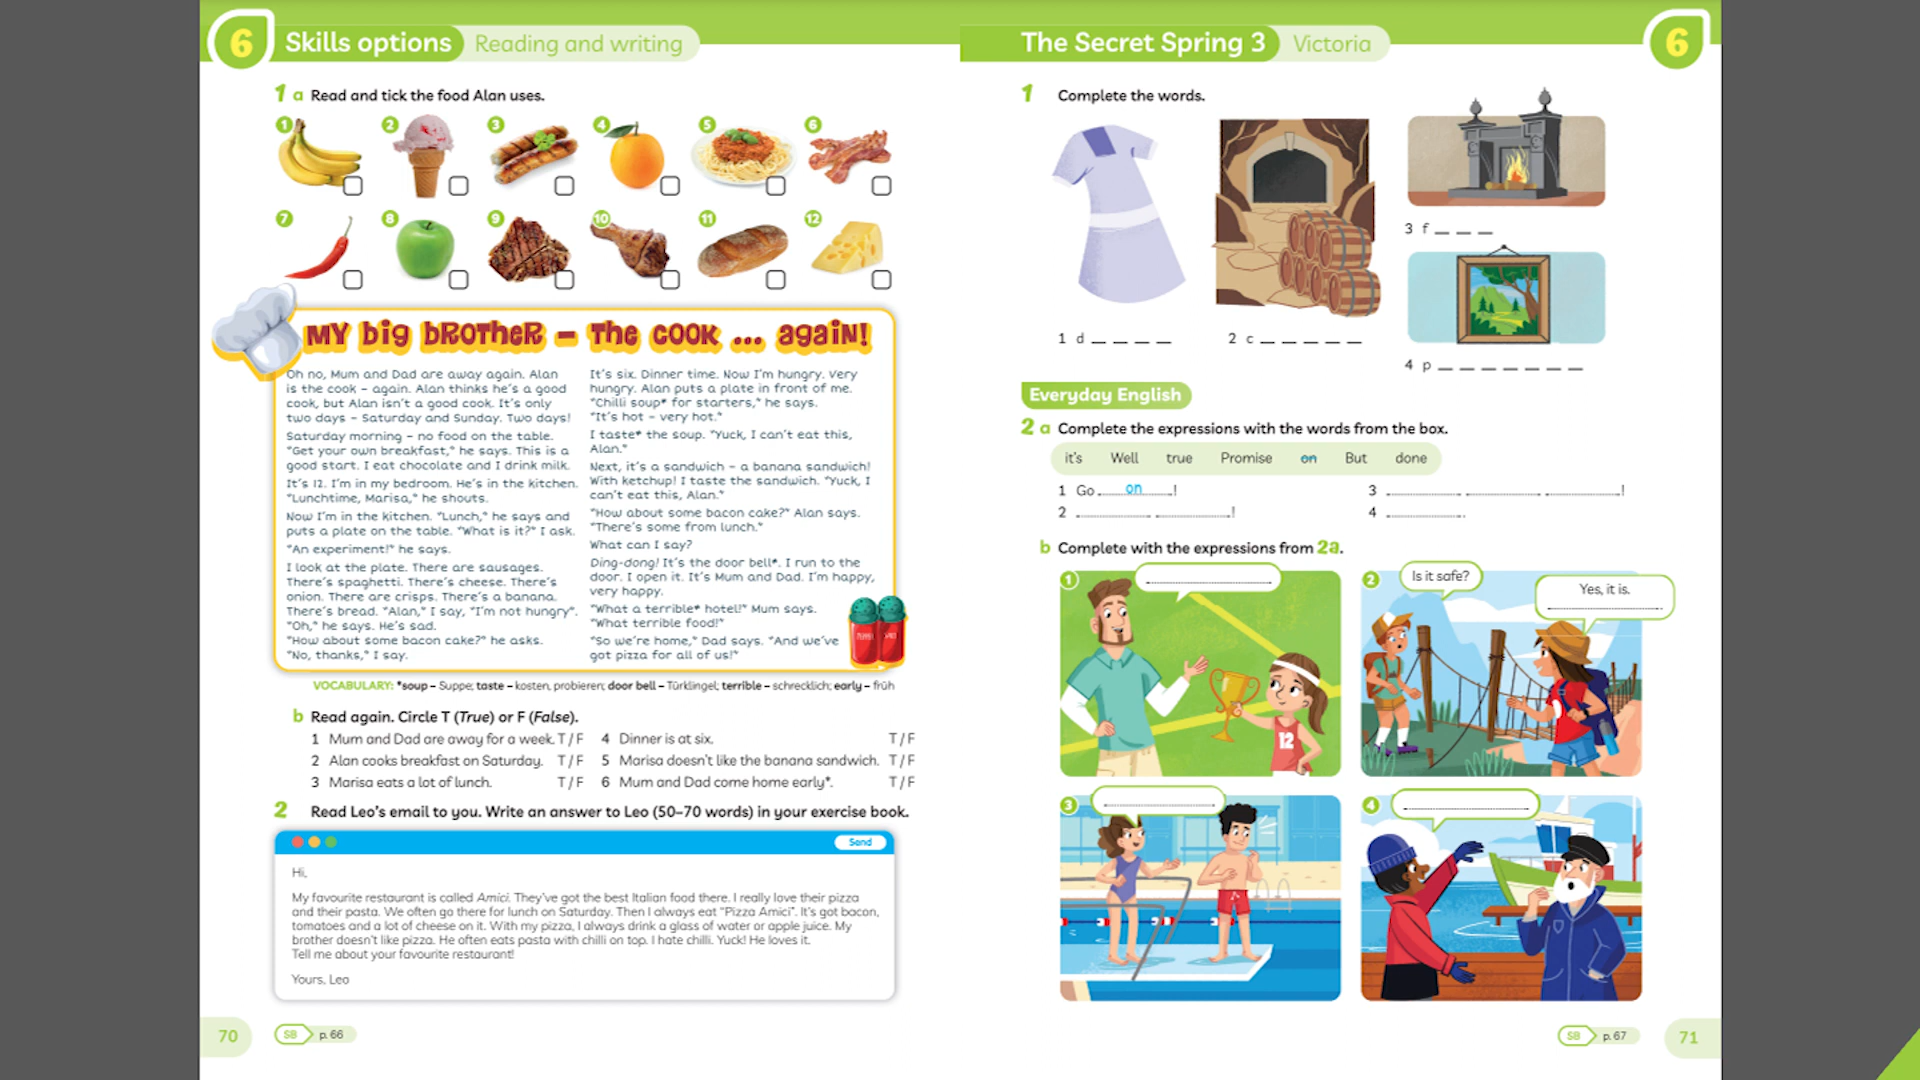 6 Skills options Reading and writing
1 a Read and tick the food Alan uses.
1 2 3 4 5 6
7 8 9 10 11 12
MY big bROTHeR – THe COOK ... again!
Oh no, Mum and Dad are away again. Alan
is the cook – again. Alan thinks he's a good
cook, but Alan isn't a good cook. It's only
two days – Saturday and Sunday. Two days!
Saturday morning – no food on the table.
"Get your own breakfast," he says. This is a
good start. I eat chocolate and I drink milk.
It's 12. I'm in my bedroom. He's in the kitchen.
"Lunchtime, Marisa," he shouts.
Now I'm in the kitchen. "Lunch," he says and
puts a plate on the table. "What is it?" I ask.
"An experiment!" he says.
I look at the plate. There are sausages.
There's spaghetti. There's cheese. There's
onion. There are crisps. There's a banana.
There's bread. "Alan," I say, "I'm not hungry".
"Oh," he says. He's sad.
"How about some bacon cake?" he asks.
"No, thanks," I say.
It's six. Dinner time. Now I'm hungry. Very
hungry. Alan puts a plate in front of me.
"Chilli soup* for starters," he says.
"It's hot – very hot."
I taste* the soup. "Yuck, I can't eat this,
Alan."
Next, it's a sandwich – a banana sandwich!
With ketchup! I taste the sandwich. "Yuck, I
can't eat this, Alan."
"How about some bacon cake?" Alan says.
"There's some from lunch."
What can I say?
Ding-dong! It's the door bell*. I run to the
door. I open it. It's Mum and Dad. I'm happy,
very happy.
"What a terrible* hotel!" Mum says.
"What terrible food!"
"So we're home," Dad says. "And we've
got pizza for all of us!"
VOCABULARY: *soup – Suppe; taste – kosten, probieren; door bell – Türklingel; terrible – schrecklich; early – früh
b Read again. Circle T (True) or F (False).
1 Mum and Dad are away for a week. T / F
2 Alan cooks breakfast on Saturday. T / F
3 Marisa eats a lot of lunch. T / F
4 Dinner is at six. T / F
5 Marisa doesn't like the banana sandwich. T / F
6 Mum and Dad come home early*. T / F
2 Read Leo's email to you. Write an answer to Leo (50–70 words) in your exercise book.
Send
Hi,
My favourite restaurant is called Amici. They've got the best Italian food there. I really love their pizza
and their pasta. We often go there for lunch on Saturday. Then I always eat "Pizza Amici". It's got bacon,
tomatoes and a lot of cheese on it. With my pizza, I always drink a glass of water or apple juice. My
brother doesn't like pizza. He often eats pasta with chilli on top. I hate chilli. Yuck! He loves it.
Tell me about your favourite restaurant!
Yours, Leo
70 SB p. 66
The Secret Spring 3 Victoria 6
1 Complete the words.
1 d _ _ _ _
2 c _ _ _ _ _
3 f _ _ _
4 p _ _ _ _ _ _ _
Everyday English
2 a Complete the expressions with the words from the box.
it's Well true Promise on But done
1 Go on !
2 !
3 !
4 .
b Complete with the expressions from 2a.
1
2 Is it safe?
Yes, it is.
3
12
4
SB p. 67 71